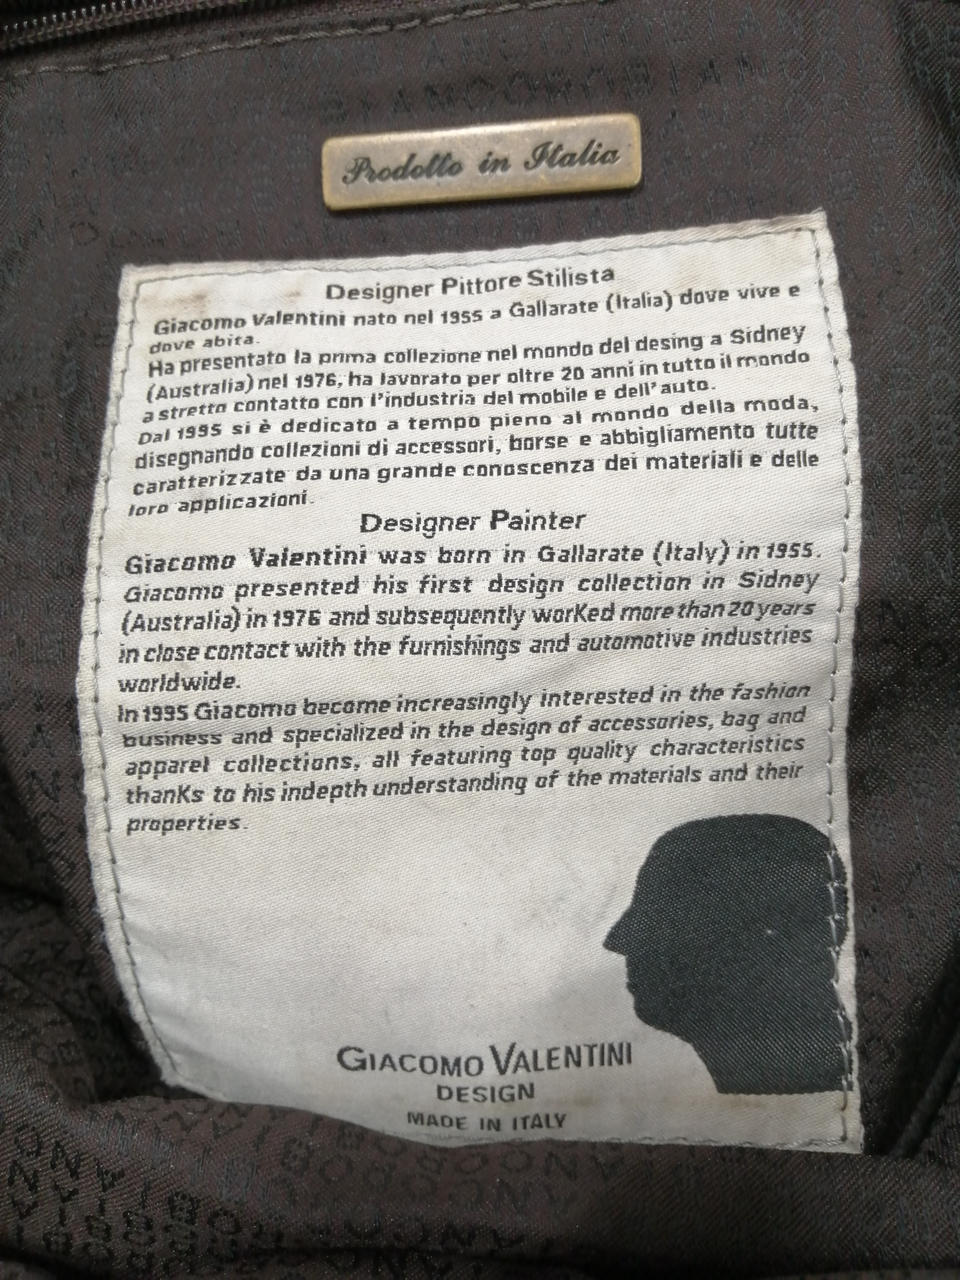 BIANCOROSIAN
Prodotto in Italia
Designer Pittore Stilista
Giacomo Valentini nato nel 1955 a Gallarate (Italia) dove vive e
dove abita.
Ha presentato la prima collezione nel mondo del desing a Sidney
(Australia) nel 1976, ha lavorato per oltre 20 anni in tutto il mondo
a stretto contatto con l'industria del mobile e dell'auto.
Dal 1995 si è dedicato a tempo pieno al mondo della moda,
disegnando collezioni di accessori, borse e abbigliamento tutte
caratterizzate da una grande conoscenza dei materiali e delle
loro applicazioni.
Designer Painter
Giacomo Valentini was born in Gallarate (Italy) in 1955.
Giacomo presented his first design collection in Sidney
(Australia) in 1976 and subsequently worKed more than 20 years
in close contact with the furnishings and automotive industries
worldwide.
In 1995 Giacomo become increasingly interested in the fashion
business and specialized in the design of accessories, bag and
apparel collections, all featuring top quality characteristics
thanKs to his indepth understanding of the materials and their
properties.
GIACOMO VALENTINI
DESIGN
MADE IN ITALY